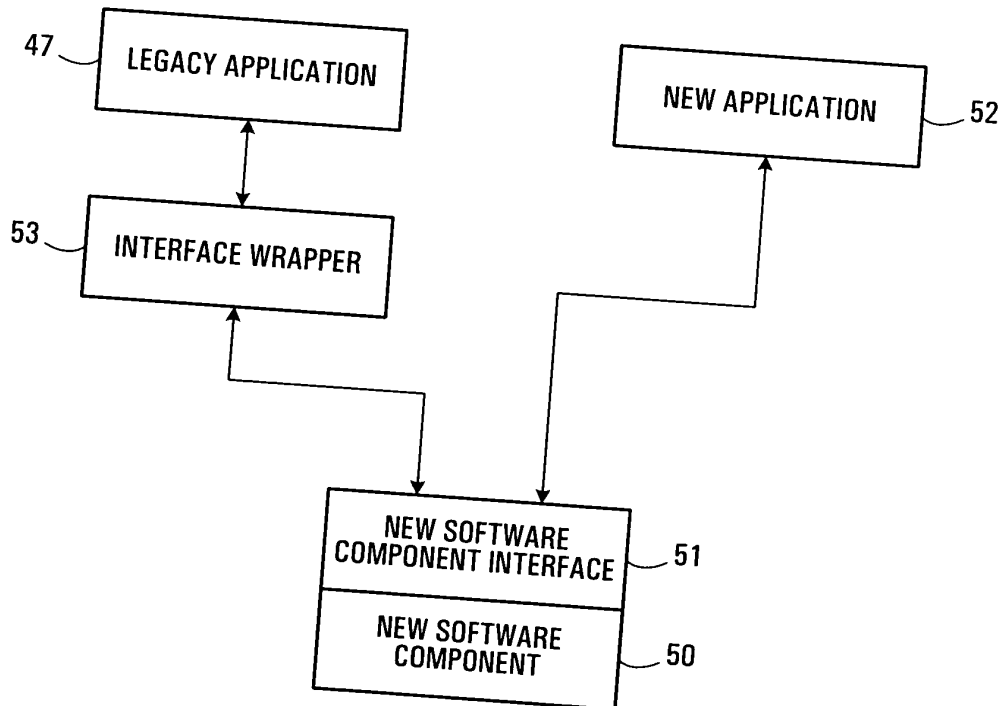 47
LEGACY APPLICATION
NEW APPLICATION
52
53
INTERFACE WRAPPER
NEW SOFTWARE
COMPONENT INTERFACE
51
NEW SOFTWARE
COMPONENT
50